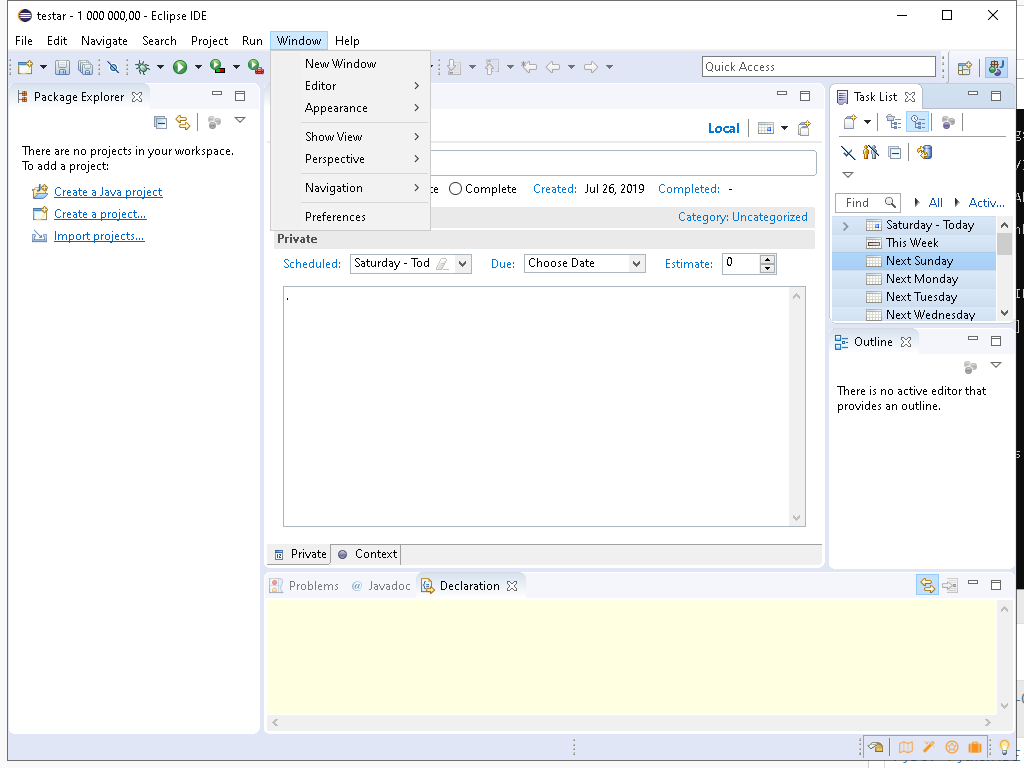 testar - 1 000 000,00 - Eclipse IDE
File Edit Navigate Search Project Run Window Help
New Window
Editor
Appearance
Show View
Perspective
Navigation
Preferences
Quick Access
Package Explorer
There are no projects in your workspace.
To add a project:
Create a Java project
Create a project...
Import projects...
Local
Complete Created: Jul 26, 2019 Completed: -
Category: Uncategorized
Private
Scheduled: Saturday - Tod Due: Choose Date Estimate: 0
.
Private Context
Task List
Find All Activ...
Saturday - Today
This Week
Next Sunday
Next Monday
Next Tuesday
Next Wednesday
Outline
There is no active editor that
provides an outline.
Problems @ Javadoc Declaration